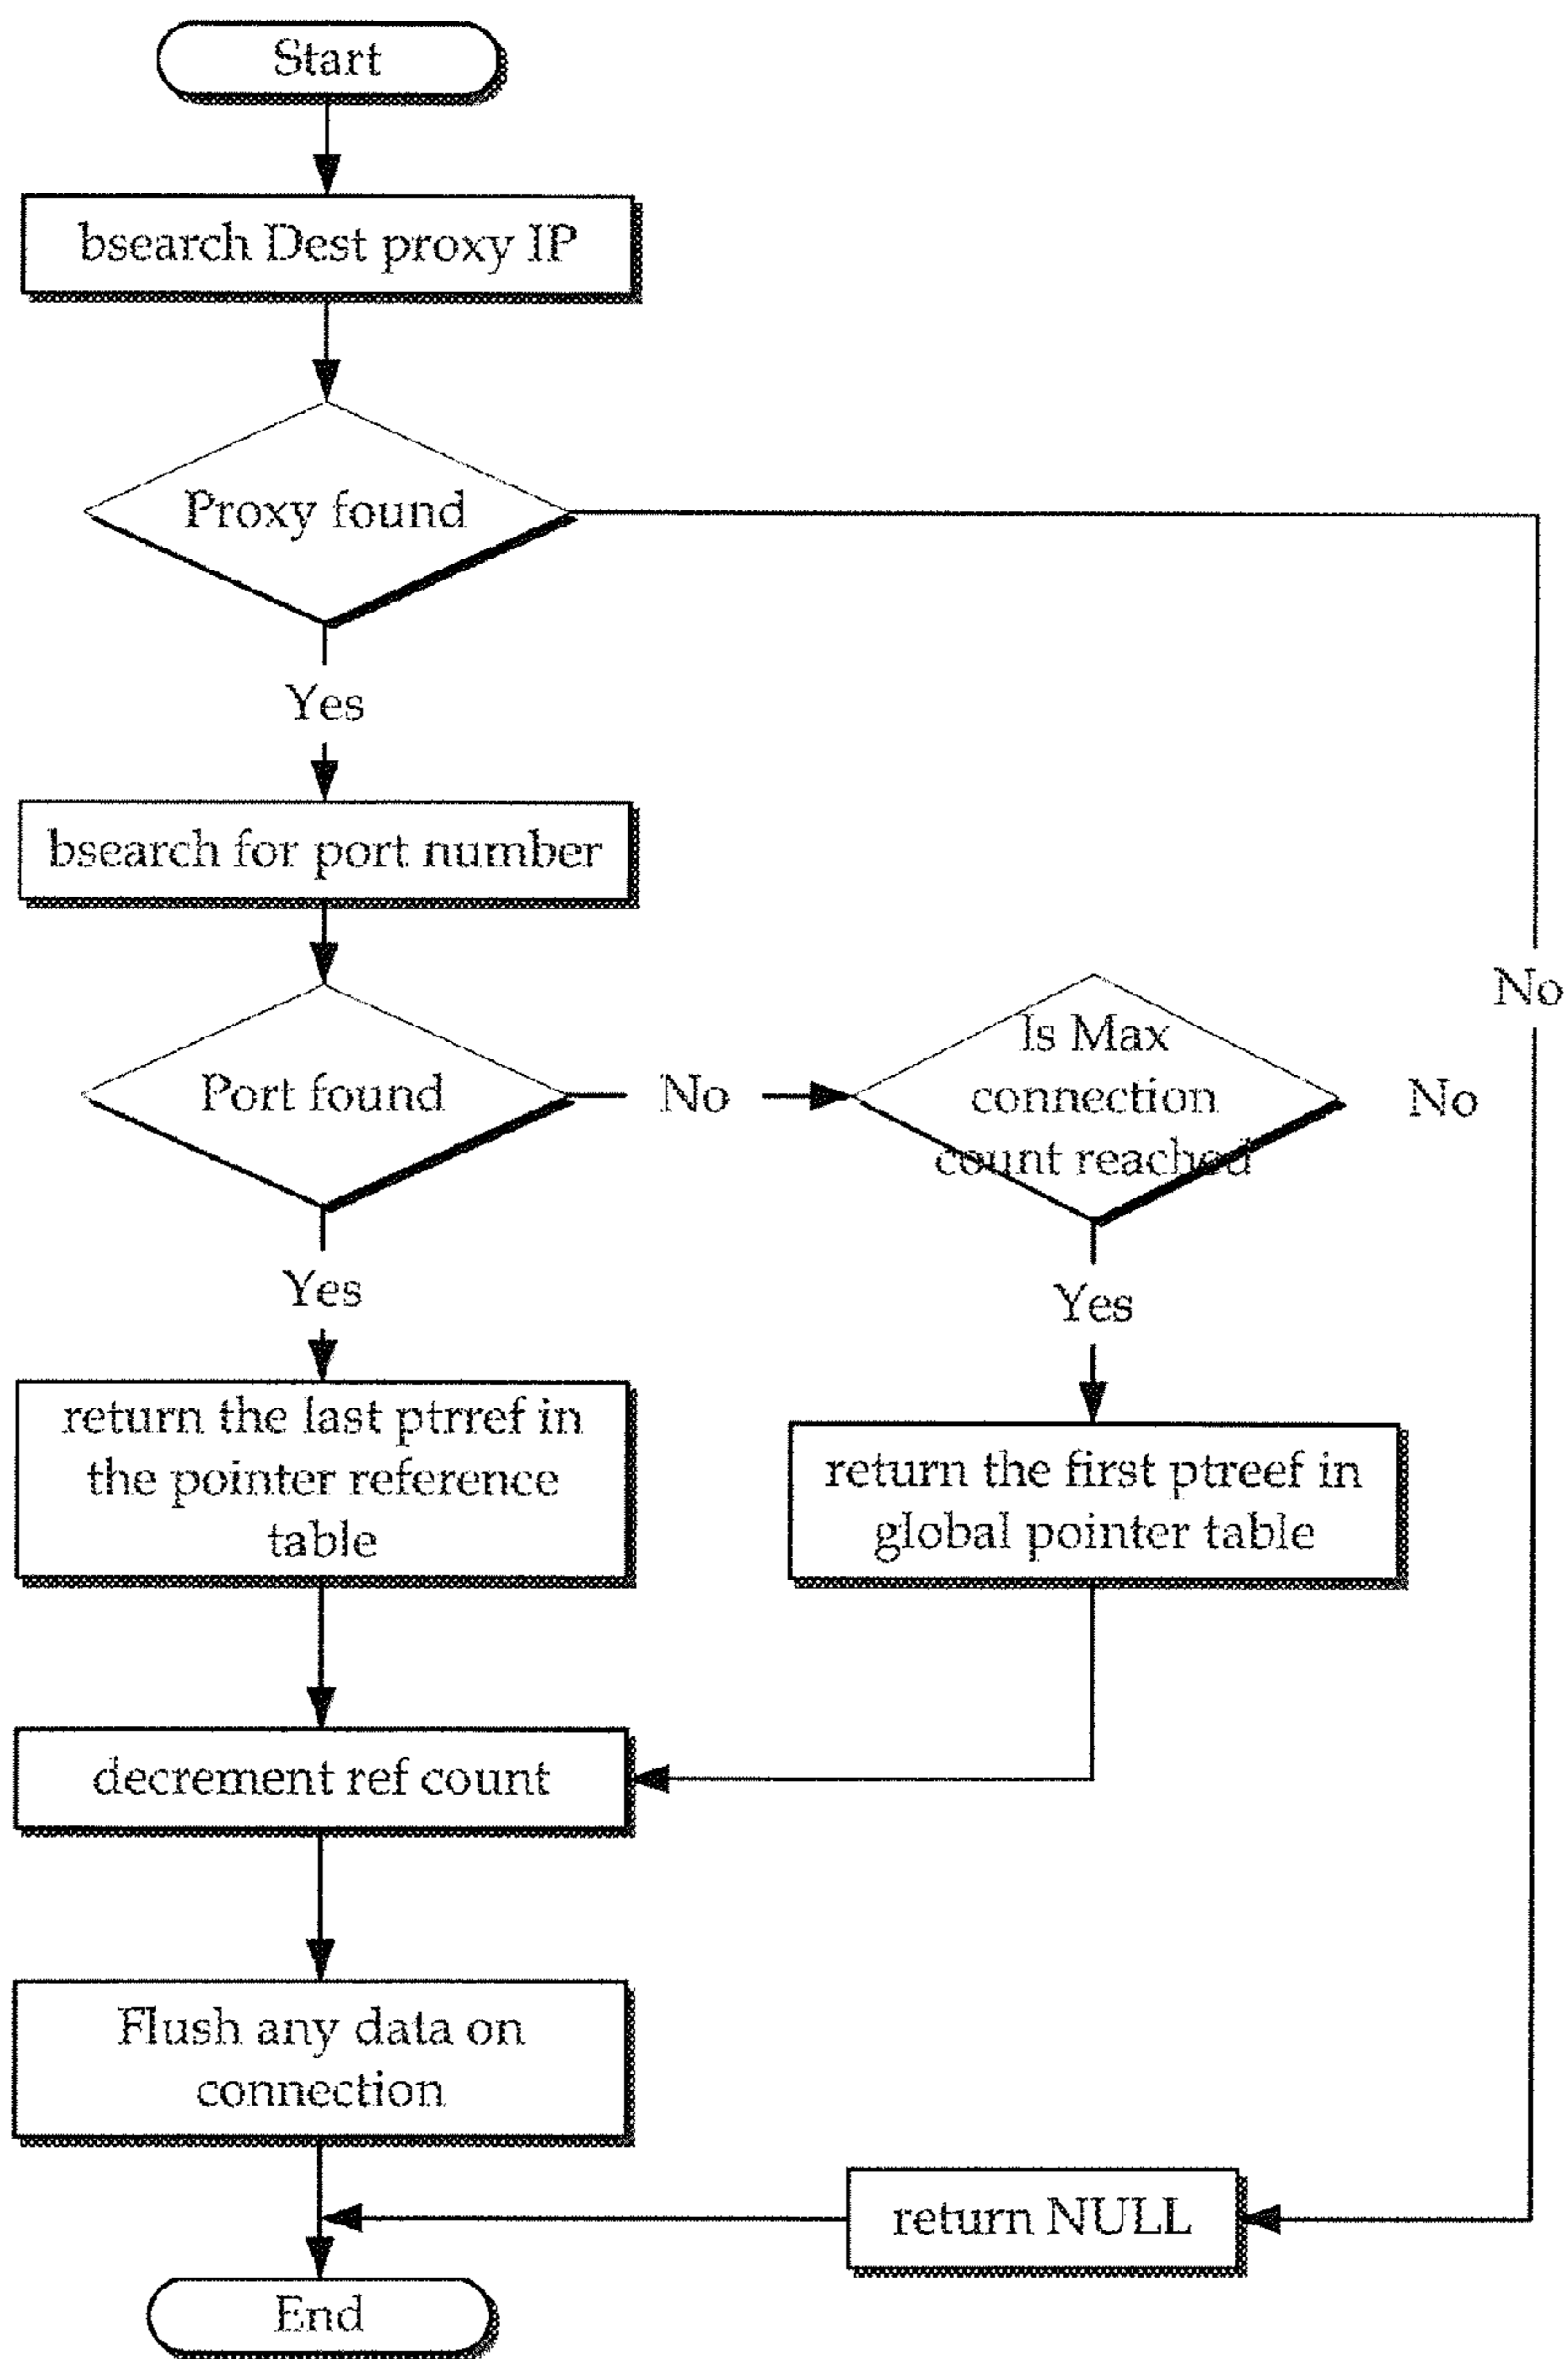 Start
bsearch Dest proxy IP
Proxy found
Yes
bsearch for port number
No
Port found
No
Is Max
connection
count reached
No
Yes
Yes
return the last ptrref in
the pointer reference
table
return the first ptreef in
global pointer table
decrement ref count
Flush any data on
connection
return NULL
End